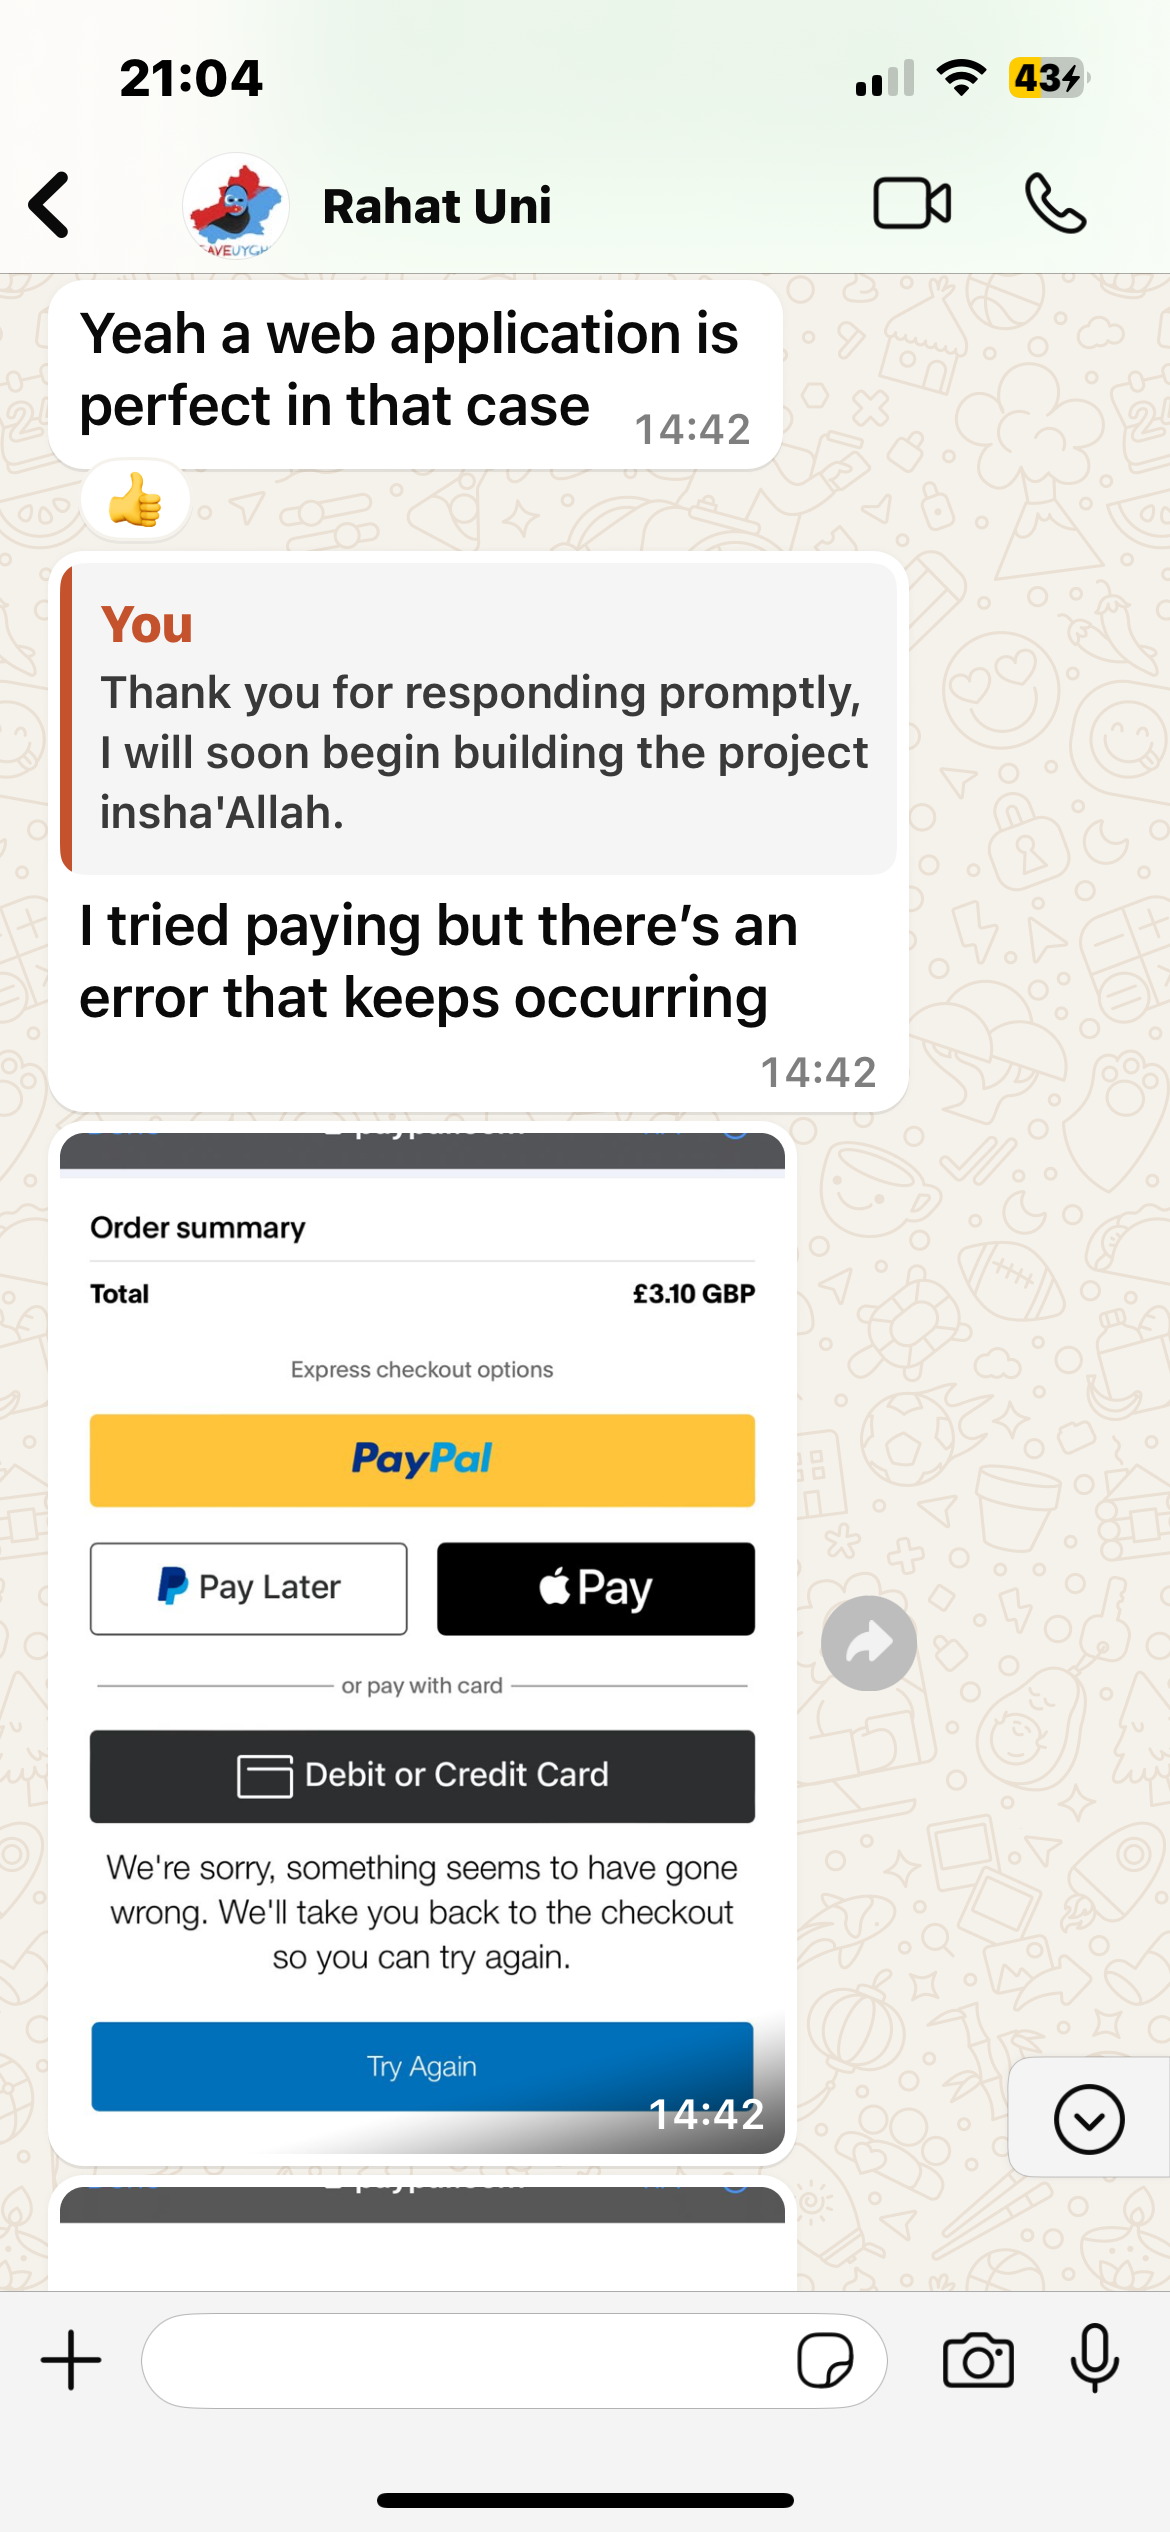 21:04
43
Rahat Uni
Yeah a web application is
perfect in that case
14:42
You
Thank you for responding promptly,
I will soon begin building the project
insha'Allah.
I tried paying but there’s an
error that keeps occurring
14:42
Order summary
Total £3.10 GBP
Express checkout options
PayPal
Pay Later
Pay
or pay with card
Debit or Credit Card
We're sorry, something seems to have gone
wrong. We'll take you back to the checkout
so you can try again.
Try Again
14:42